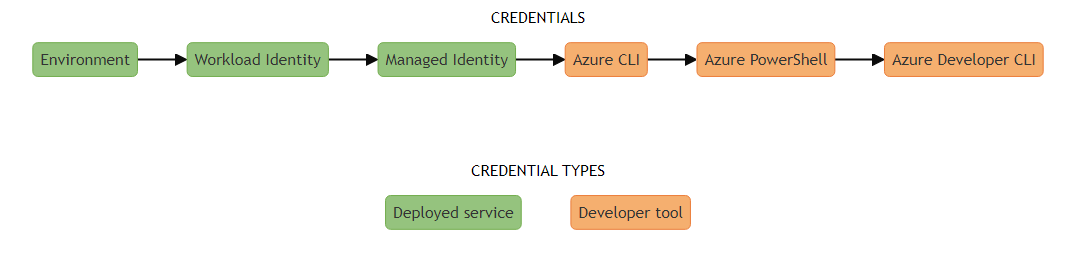 CREDENTIALS
Environment
Workload Identity
Managed Identity
Azure CLI
Azure PowerShell
Azure Developer CLI
CREDENTIAL TYPES
Deployed service
Developer tool